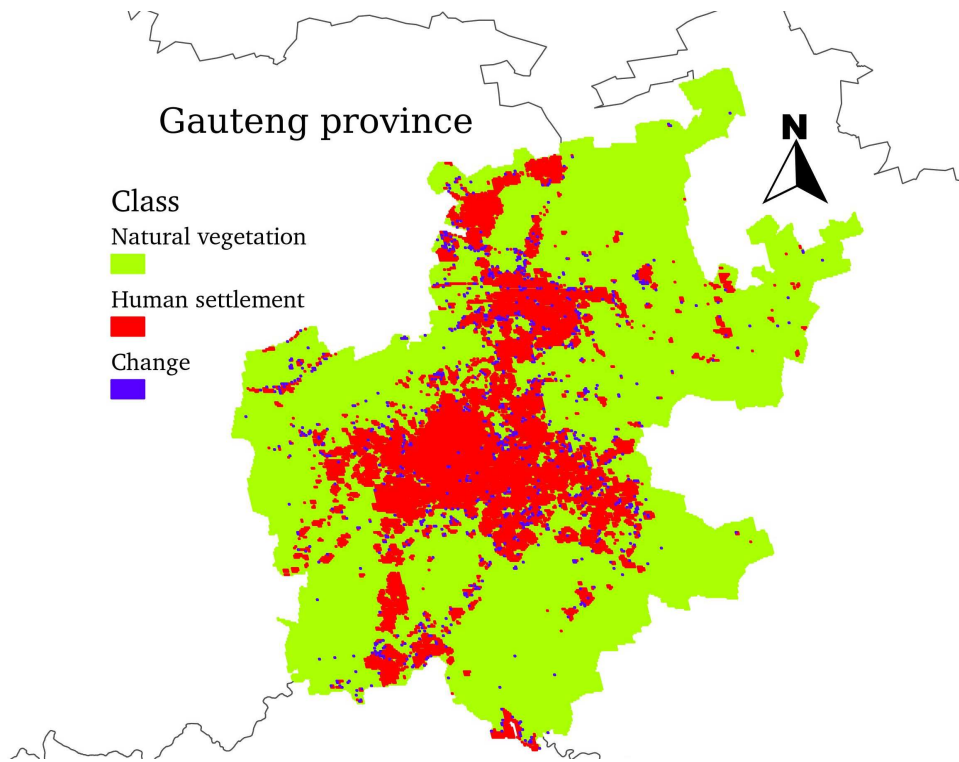 Gauteng province
N
Class
Natural vegetation
Human settlement
Change